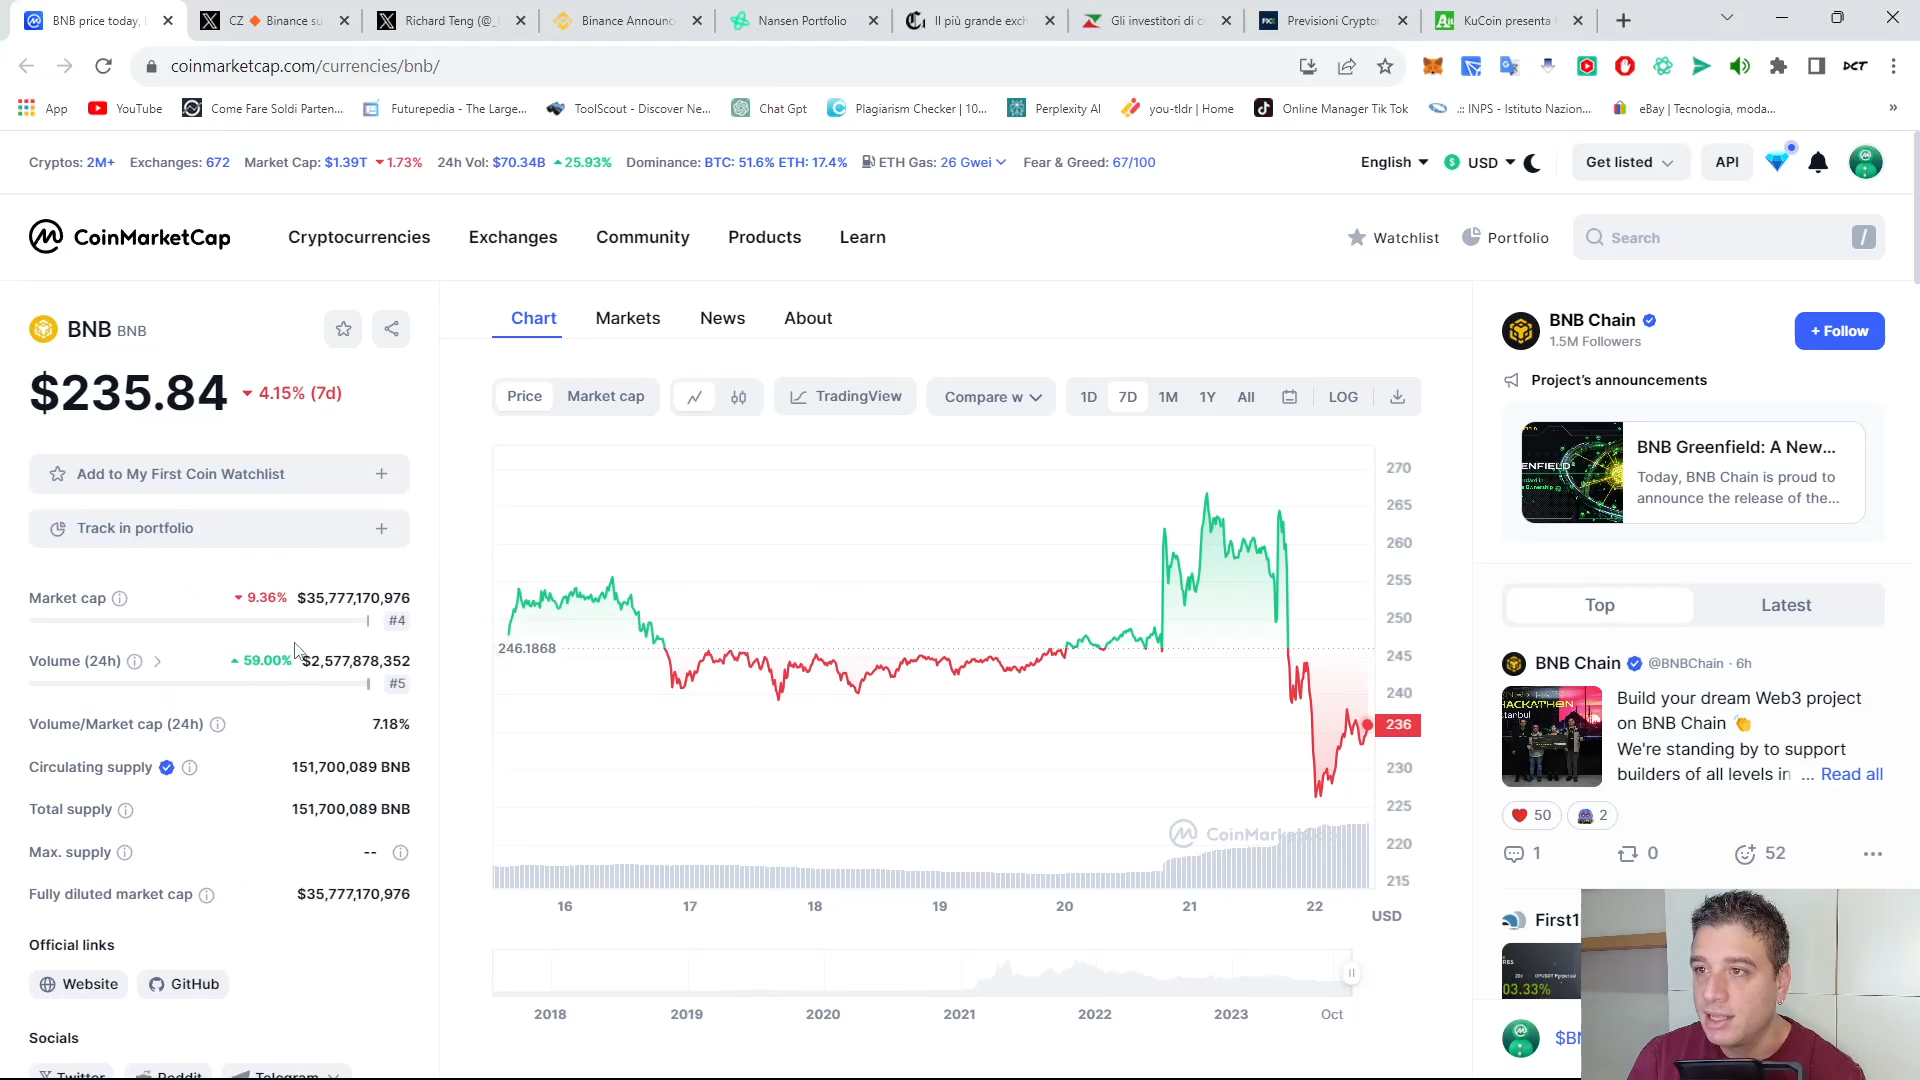 BNB price today,
CZ 🔶 Binance su
Richard Teng (@_
Binance Announc
Nansen Portfolio
Il più grande exch
Gli investitori di c
Previsioni Crypto:
KuCoin presenta
coinmarketcap.com/currencies/bnb/
DCT
App
YouTube
Come Fare Soldi Parten...
Futurepedia - The Large...
ToolScout - Discover Ne...
Chat Gpt
Plagiarism Checker | 10...
Perplexity AI
you-tldr | Home
Online Manager Tik Tok
.:: INPS - Istituto Nazion...
eBay | Tecnologia, moda...
»
Cryptos: 2M+ Exchanges: 672 Market Cap: $1.39T 1.73% 24h Vol: $70.34B 25.93% Dominance: BTC: 51.6% ETH: 17.4% ETH Gas: 26 Gwei Fear & Greed: 67/100
English
USD
Get listed
API
CoinMarketCap
Cryptocurrencies
Exchanges
Community
Products
Learn
Watchlist
Portfolio
Search
/
BNB BNB
$235.84 4.15% (7d)
Add to My First Coin Watchlist +
Track in portfolio +
Market cap 9.36% $35,777,170,976
#4
Volume (24h) 59.00% $2,577,878,352
#5
Volume/Market cap (24h) 7.18%
Circulating supply 151,700,089 BNB
Total supply 151,700,089 BNB
Max. supply --
Fully diluted market cap $35,777,170,976
Official links
Website
GitHub
Socials
Twitter
Reddit
Telegram
Chart
Markets
News
About
Price
Market cap
TradingView
Compare w
1D
7D
1M
1Y
All
LOG
270
265
260
255
250
245
240
236
230
225
220
215
246.1868
CoinMarketCap
16
17
18
19
20
21
22
USD
2018
2019
2020
2021
2022
2023
Oct
BNB Chain
1.5M Followers
+ Follow
Project's announcements
ENFIELD
BNB Greenfield: A New...
Today, BNB Chain is proud to
announce the release of the...
Top
Latest
BNB Chain @BNBChain · 6h
HACKATHON
stanbul
Build your dream Web3 project
on BNB Chain 👏
We're standing by to support
builders of all levels in ... Read all
❤ 50
2
1
0
52
...
First1
03.33%
$BN